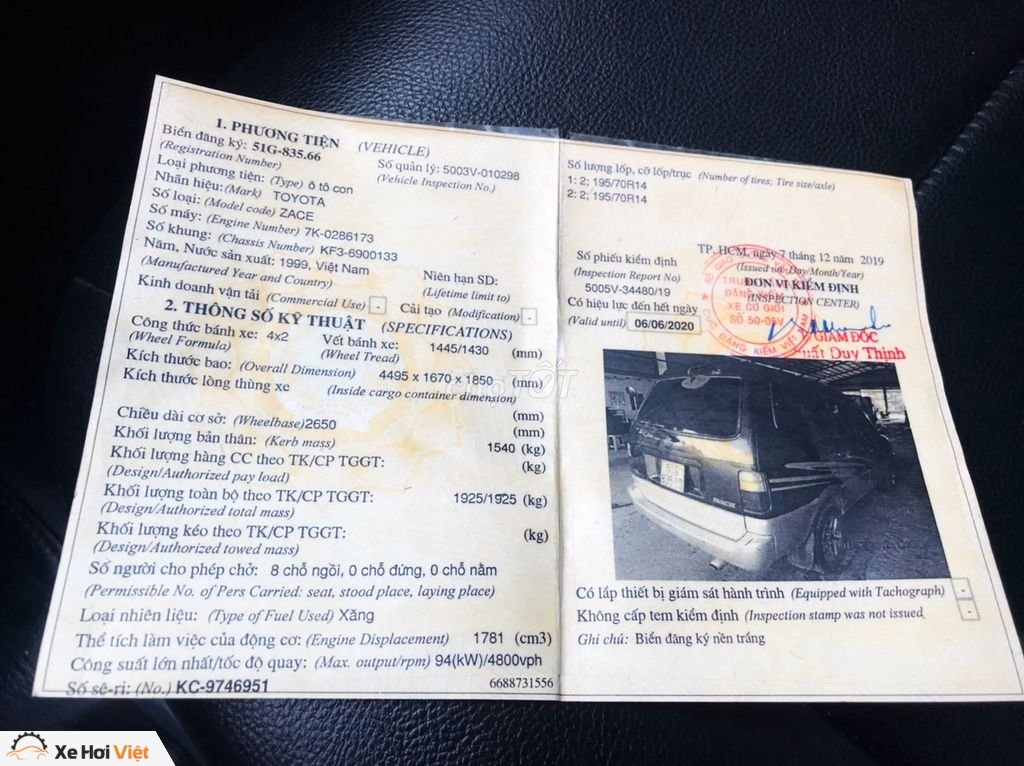 1. PHƯƠNG TIỆN (VEHICLE)
Biển đăng ký: 51G-835.66
(Registration Number)
Số quản lý: 5003V-010298
(Vehicle Inspection No.)
Loại phương tiện: (Type) ô tô con
Nhãn hiệu: (Mark) TOYOTA
Số loại: (Model code) ZACE
Số máy: (Engine Number) 7K-0286173
Số khung: (Chassis Number) KF3-6900133
Năm, Nước sản xuất: 1999, Việt Nam
(Manufactured Year and Country)
Niên hạn SD:
(Lifetime limit to)
Kinh doanh vận tải (Commercial Use) - Cải tạo (Modification) -
2. THÔNG SỐ KỸ THUẬT (SPECIFICATIONS)
Công thức bánh xe: 4x2 Vết bánh xe: 1445/1430 (mm)
(Wheel Formula) (Wheel Tread)
Kích thước bao: (Overall Dimension) 4495 x 1670 x 1850 (mm)
Kích thước lòng thùng xe (Inside cargo container dimension)
(mm)
Chiều dài cơ sở: (Wheelbase) 2650 (mm)
Khối lượng bản thân: (Kerb mass) 1540 (kg)
Khối lượng hàng CC theo TK/CP TGGT: (kg)
(Design/Authorized pay load)
Khối lượng toàn bộ theo TK/CP TGGT: 1925/1925 (kg)
(Design/Authorized total mass)
Khối lượng kéo theo TK/CP TGGT: (kg)
(Design/Authorized towed mass)
Số người cho phép chở: 8 chỗ ngồi, 0 chỗ đứng, 0 chỗ nằm
(Permissible No. of Pers Carried: seat, stood place, laying place)
Loại nhiên liệu: (Type of Fuel Used) Xăng
Thể tích làm việc của động cơ: (Engine Displacement) 1781 (cm3)
Công suất lớn nhất/tốc độ quay: (Max. output/rpm) 94(kW)/4800vph
Số sê-ri: (No.) KC-9746951
6688731556
Số lượng lốp, cỡ lốp/trục (Number of tires; Tire size/axle)
1: 2; 195/70R14
2: 2; 195/70R14
TP. HCM, ngày 7 tháng 12 năm 2019
(Issued on: Day/Month/Year)
Số phiếu kiểm định
(Inspection Report No)
5005V-34480/19
ĐƠN VỊ KIỂM ĐỊNH
(INSPECTION CENTER)
Có hiệu lực đến hết ngày
(Valid until) 06/06/2020
ĐĂNG KIỂM
XE CƠ GIỚI
SỐ 50-05V
CỤC ĐĂNG KIỂM VIỆT NAM
GIÁM ĐỐC
Duy Thịnh
Có lắp thiết bị giám sát hành trình (Equipped with Tachograph) -
Không cấp tem kiểm định (Inspection stamp was not issued) -
Ghi chú: Biển đăng ký nền trắng
chợTỐT
Xe Hơi Việt